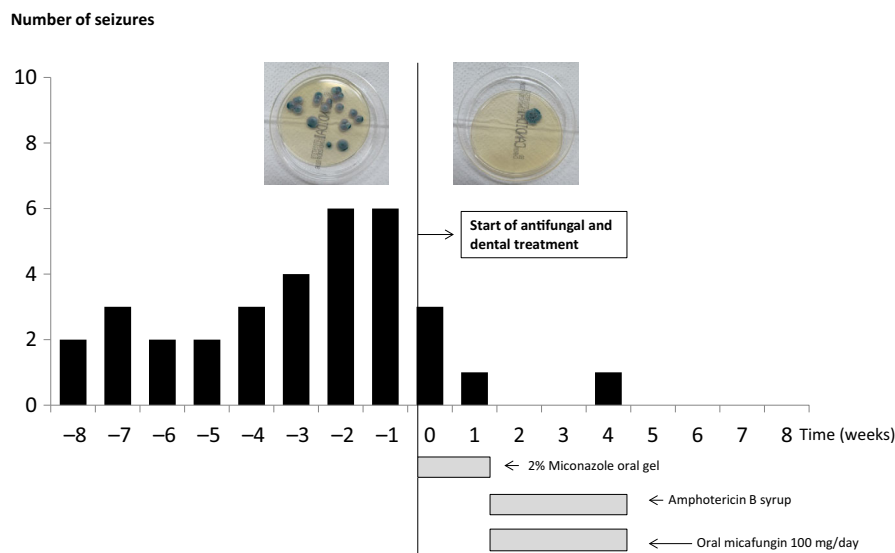 Number of seizures
10
8
6
4
2
0
Start of antifungal and
dental treatment
–8 –7 –6 –5 –4 –3 –2 –1 0 1 2 3 4 5 6 7 8 Time (weeks)
2% Miconazole oral gel
Amphotericin B syrup
Oral micafungin 100 mg/day